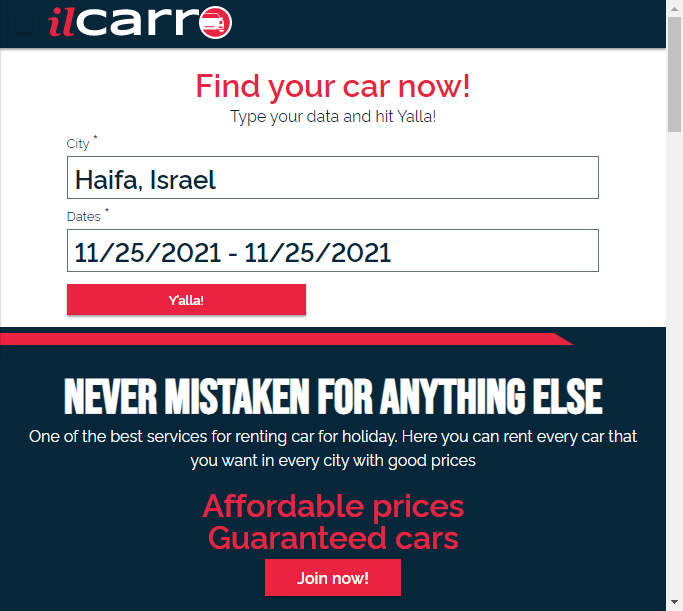 ilcarro
Find your car now!
Type your data and hit Yalla!
City *
Haifa, Israel
Dates *
11/25/2021 - 11/25/2021
Y'alla!
NEVER MISTAKEN FOR ANYTHING ELSE
One of the best services for renting car for holiday. Here you can rent every car that
you want in every city with good prices
Affordable prices
Guaranteed cars
Join now!